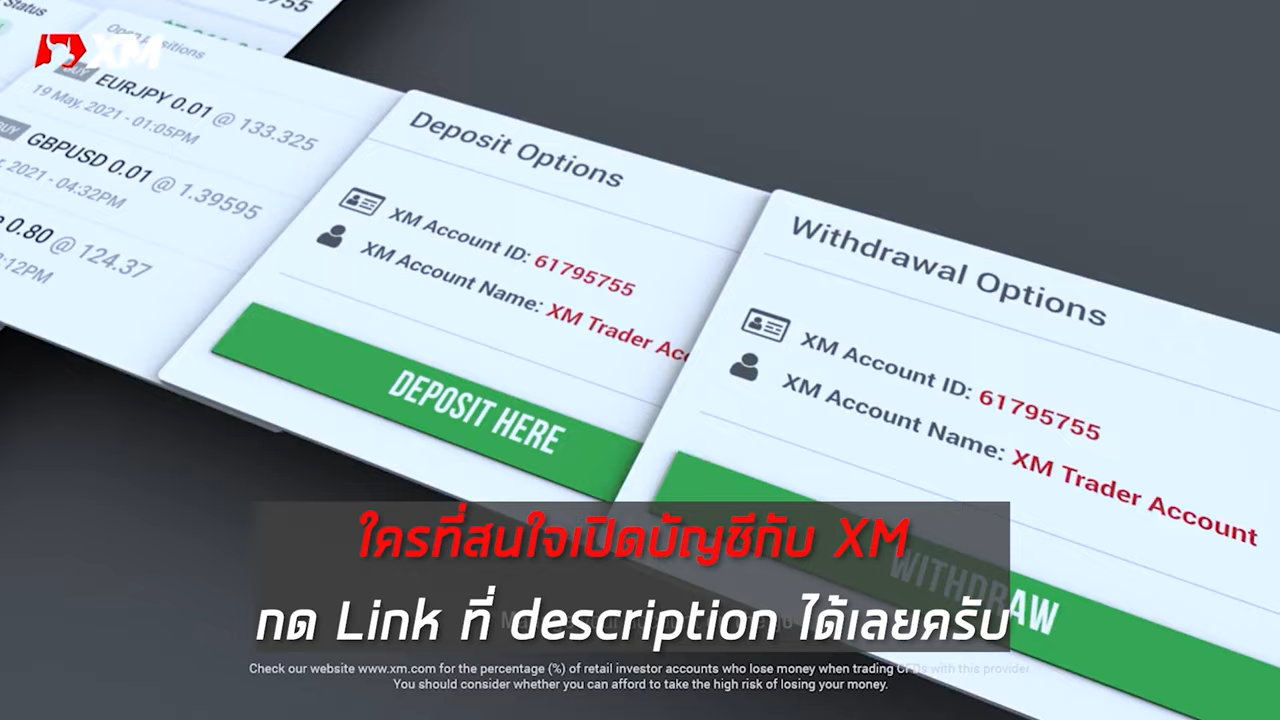 Status
XM
Open Positions
BUY EURJPY 0.01 @ 133.325
19 May, 2021 - 01:05PM
BUY GBPUSD 0.01 @ 1.39595
2021 - 04:32PM
0.80 @ 124.37
:12PM
Deposit Options
XM Account ID: 61795755
XM Account Name: XM Trader
DEPOSIT HERE
Withdrawal Options
XM Account ID: 61795755
XM Account Name: XM Trader Account
WITHDRAW
ใครที่สนใจเปิดบัญชีกับ XM
กด Link ที่ description ได้เลยครับ
Check our website www.xm.com for the percentage (%) of retail investor accounts who lose money when trading CFDs with this provider.
You should consider whether you can afford to take the high risk of losing your money.